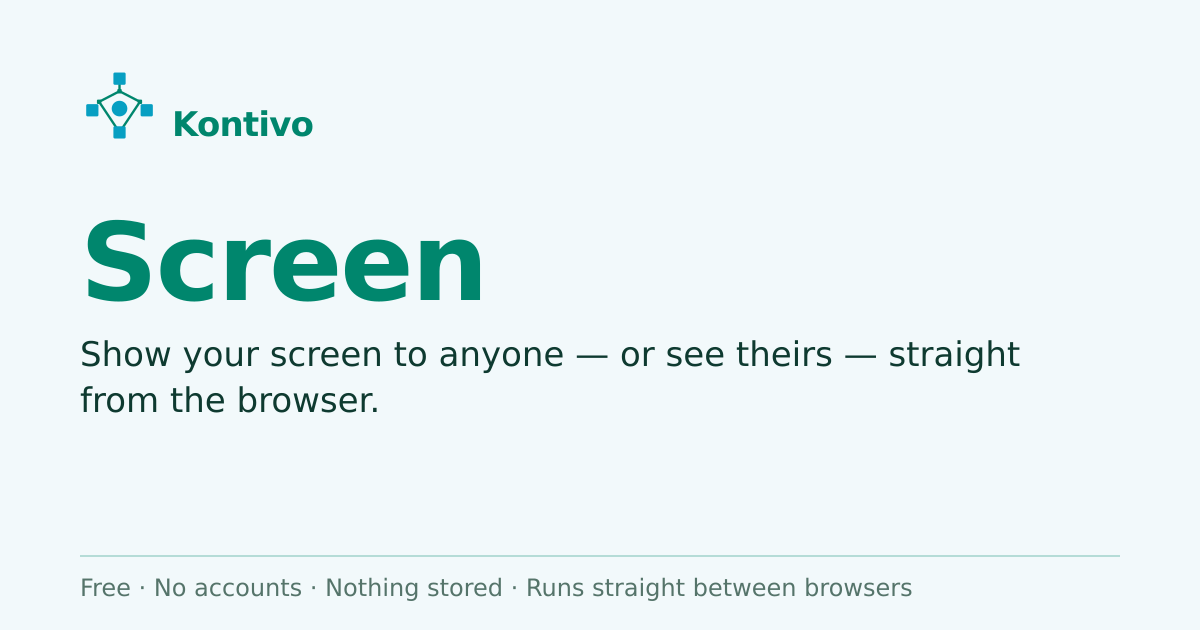 Kontivo
Screen
Show your screen to anyone — or see theirs — straight
from the browser.
Free · No accounts · Nothing stored · Runs straight between browsers